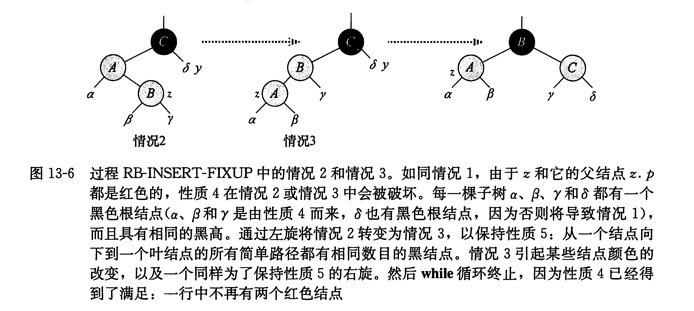 C
C
B
A
δ y
B
δ y
z
A
C
α
B
z
z
A
γ
α
β
γ
δ
β
γ
α
β
情况2
情况3
图 13-6 过程 RB-INSERT-FIXUP 中的情况 2 和情况 3。如同情况 1，由于 z 和它的父结点 z.p
都是红色的，性质 4 在情况 2 或情况 3 中会被破坏。每一棵子树 α、β、γ 和 δ 都有一个
黑色根结点(α、β 和 γ 是由性质 4 而来，δ 也有黑色根结点，因为否则将导致情况 1)，
而且具有相同的黑高。通过左旋将情况 2 转变为情况 3，以保持性质 5：从一个结点向
下到一个叶结点的所有简单路径都有相同数目的黑结点。情况 3 引起某些结点颜色的
改变，以及一个同样为了保持性质 5 的右旋。然后 while 循环终止，因为性质 4 已经得
到了满足：一行中不再有两个红色结点